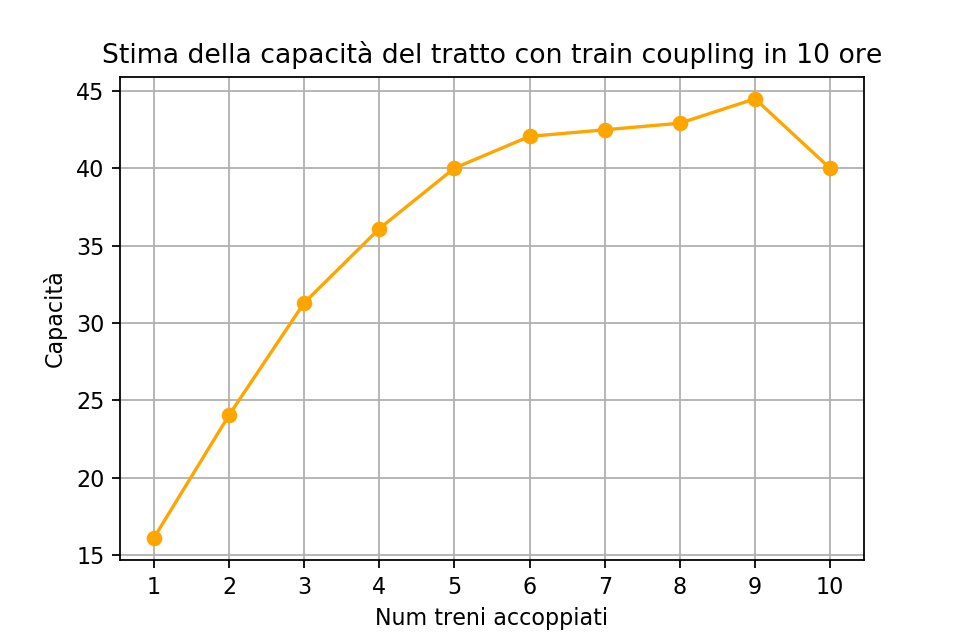 Stima della capacità del tratto con train coupling in 10 ore
45
40
35
30
25
20
15
Capacità
1 2 3 4 5 6 7 8 9 10
Num treni accoppiati